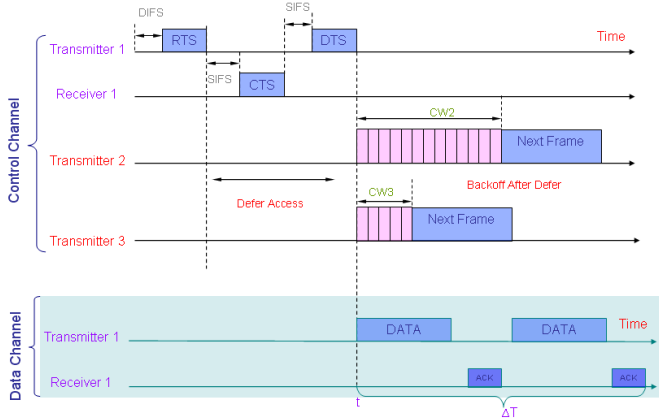 DIFS
SIFS
RTS
DTS
Time
Transmitter 1
SIFS
Receiver 1
CTS
CW2
Control Channel
Transmitter 2
Next Frame
CW3
Backoff After Defer
Defer Access
Transmitter 3
Next Frame
Data Channel
Transmitter 1
DATA
DATA
Time
Receiver 1
ACK
ACK
t
ΔT